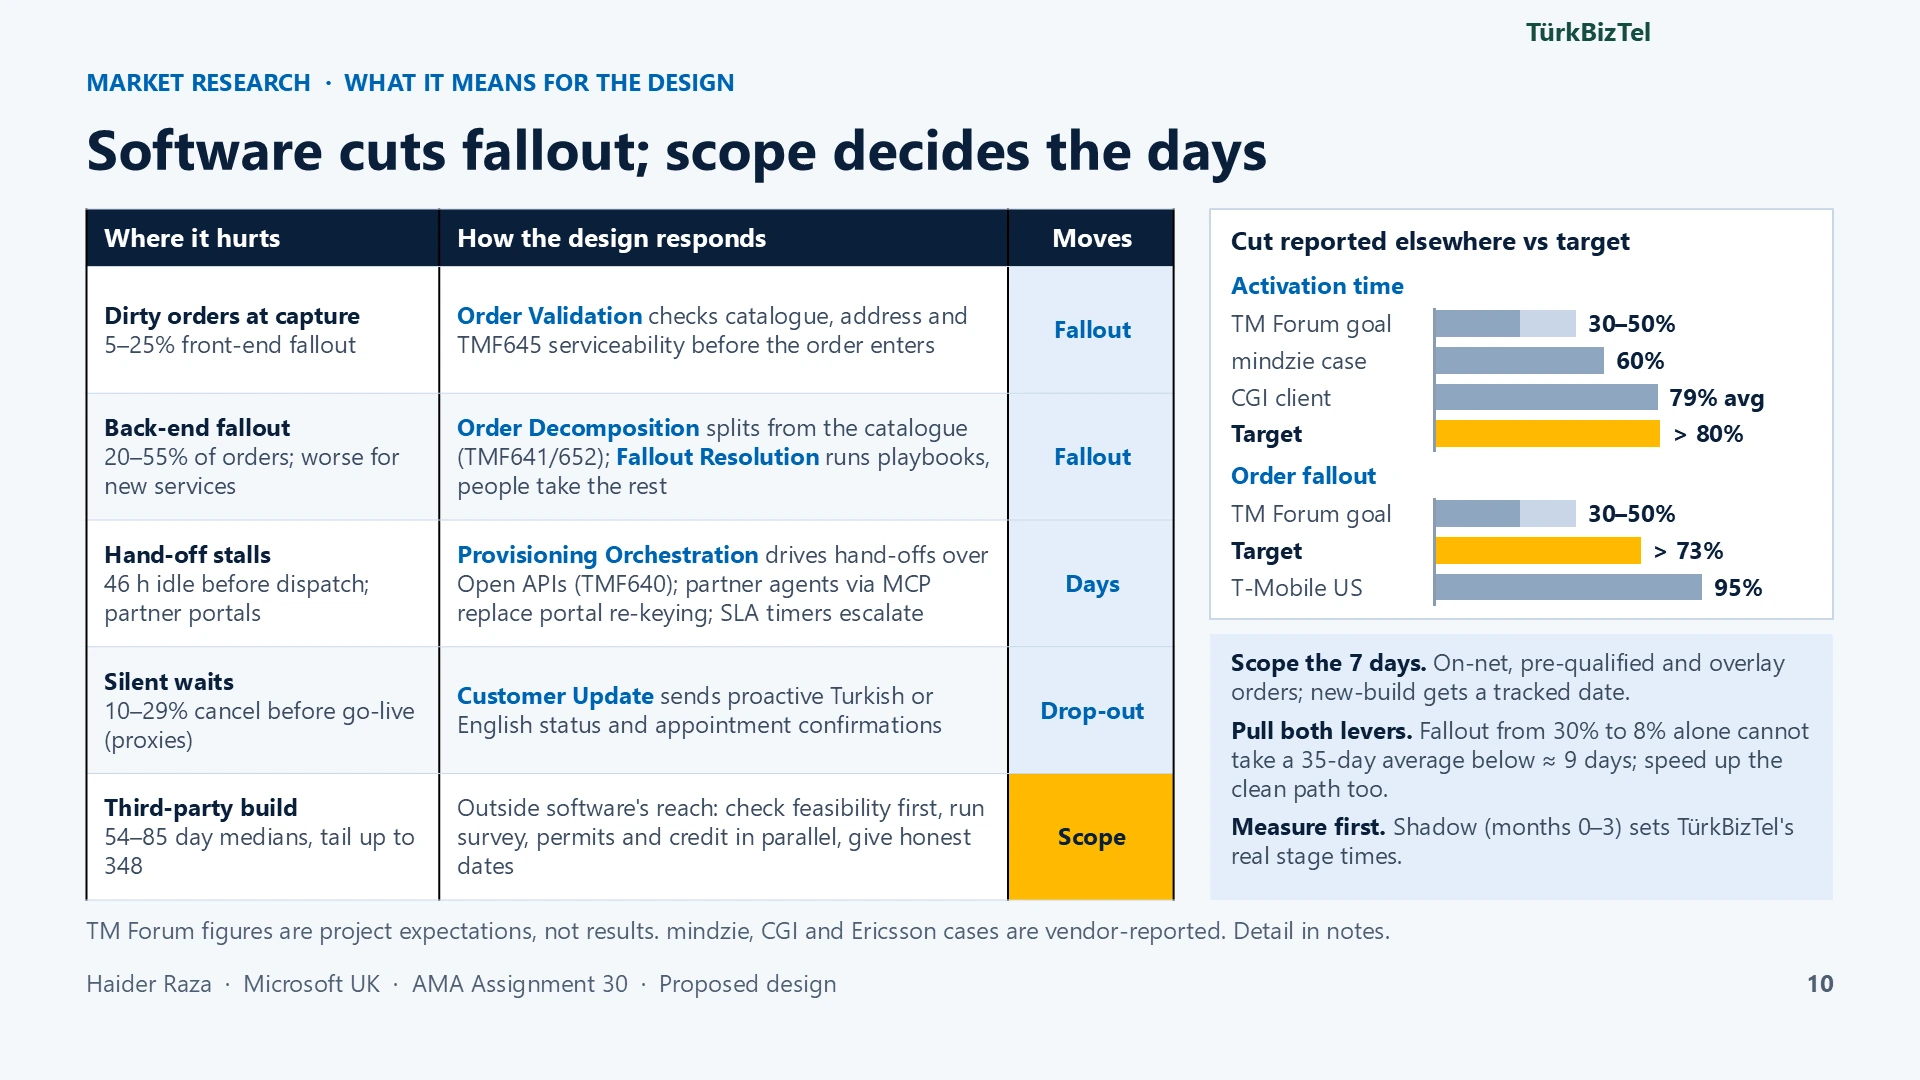 TürkBizTel
MARKET RESEARCH · WHAT IT MEANS FOR THE DESIGN
Software cuts fallout; scope decides the days
Where it hurts
How the design responds
Moves
Dirty orders at capture
5–25% front-end fallout
Order Validation checks catalogue, address and
TMF645 serviceability before the order enters
Fallout
Back-end fallout
20–55% of orders; worse for
new services
Order Decomposition splits from the catalogue
(TMF641/652); Fallout Resolution runs playbooks,
people take the rest
Fallout
Hand-off stalls
46 h idle before dispatch;
partner portals
Provisioning Orchestration drives hand-offs over
Open APIs (TMF640); partner agents via MCP
replace portal re-keying; SLA timers escalate
Days
Silent waits
10–29% cancel before go-live
(proxies)
Customer Update sends proactive Turkish or
English status and appointment confirmations
Drop-out
Third-party build
54–85 day medians, tail up to
348
Outside software's reach: check feasibility first, run
survey, permits and credit in parallel, give honest
dates
Scope
Cut reported elsewhere vs target
Activation time
TM Forum goal 30–50%
mindzie case 60%
CGI client 79% avg
Target > 80%
Order fallout
TM Forum goal 30–50%
Target > 73%
T-Mobile US 95%
Scope the 7 days. On-net, pre-qualified and overlay
orders; new-build gets a tracked date.
Pull both levers. Fallout from 30% to 8% alone cannot
take a 35-day average below ≈ 9 days; speed up the
clean path too.
Measure first. Shadow (months 0–3) sets TürkBizTel's
real stage times.
TM Forum figures are project expectations, not results. mindzie, CGI and Ericsson cases are vendor-reported. Detail in notes.
Haider Raza · Microsoft UK · AMA Assignment 30 · Proposed design
10